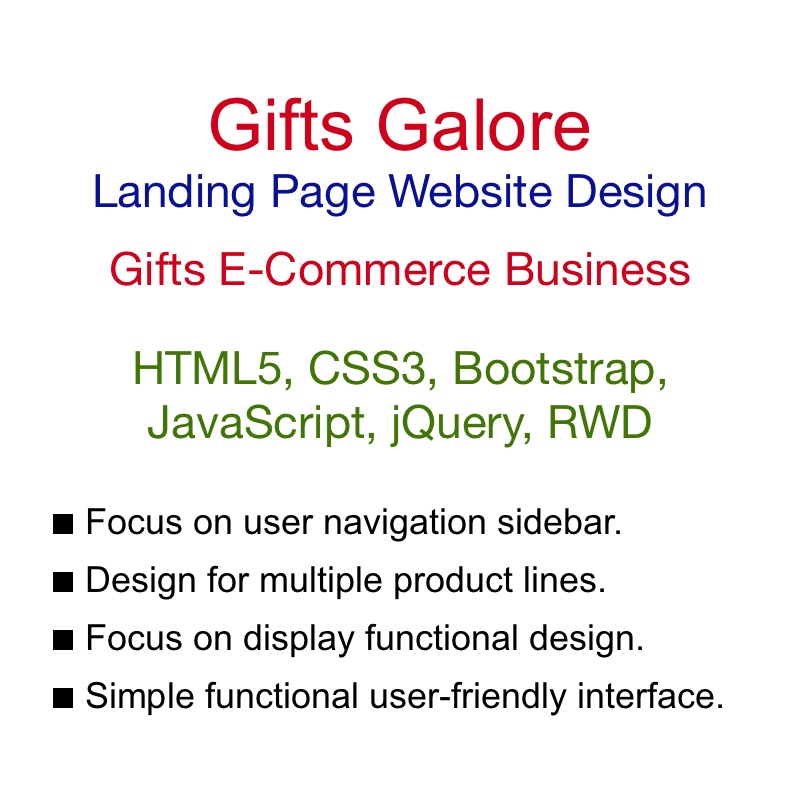 Gifts Galore
Landing Page Website Design
Gifts E-Commerce Business
HTML5, CSS3, Bootstrap,
JavaScript, jQuery, RWD
■ Focus on user navigation sidebar.
■ Design for multiple product lines.
■ Focus on display functional design.
■ Simple functional user-friendly interface.